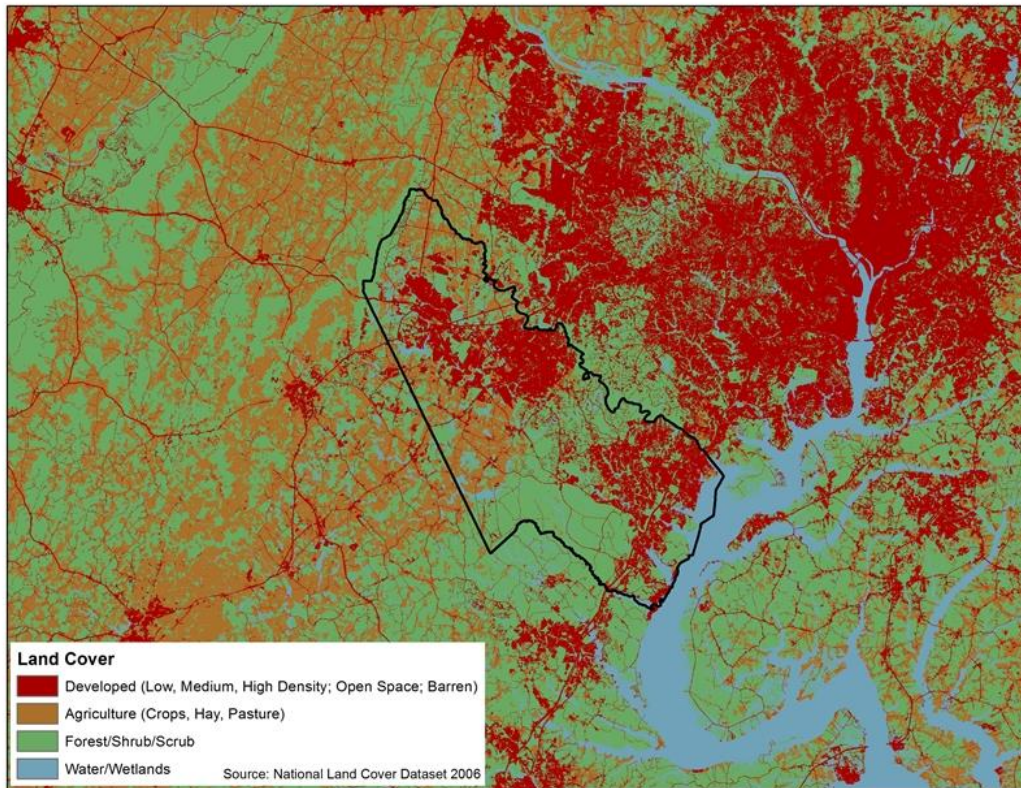 Land Cover
Developed (Low, Medium, High Density; Open Space; Barren)
Agriculture (Crops, Hay, Pasture)
Forest/Shrub/Scrub
Water/Wetlands
Source: National Land Cover Dataset 2006